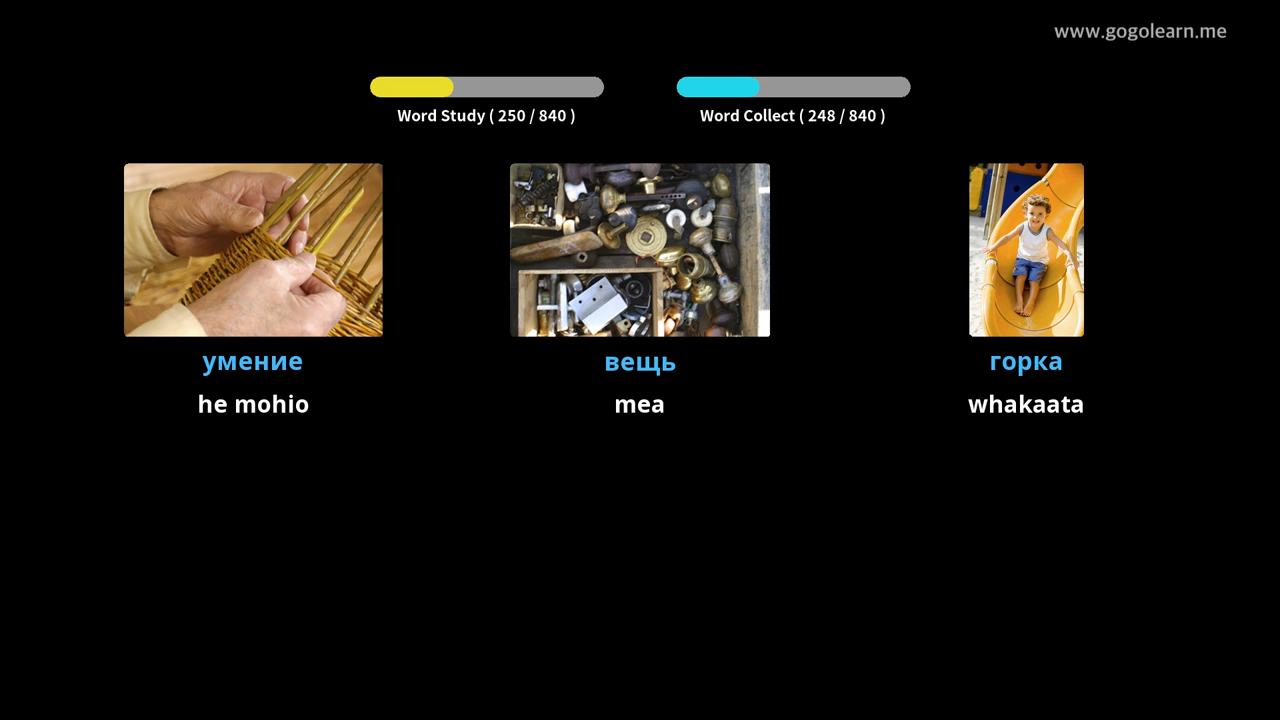 www.gogolearn.me
Word Study ( 250 / 840 )
Word Collect ( 248 / 840 )
умение
вещь
горка
he mohio
mea
whakaata